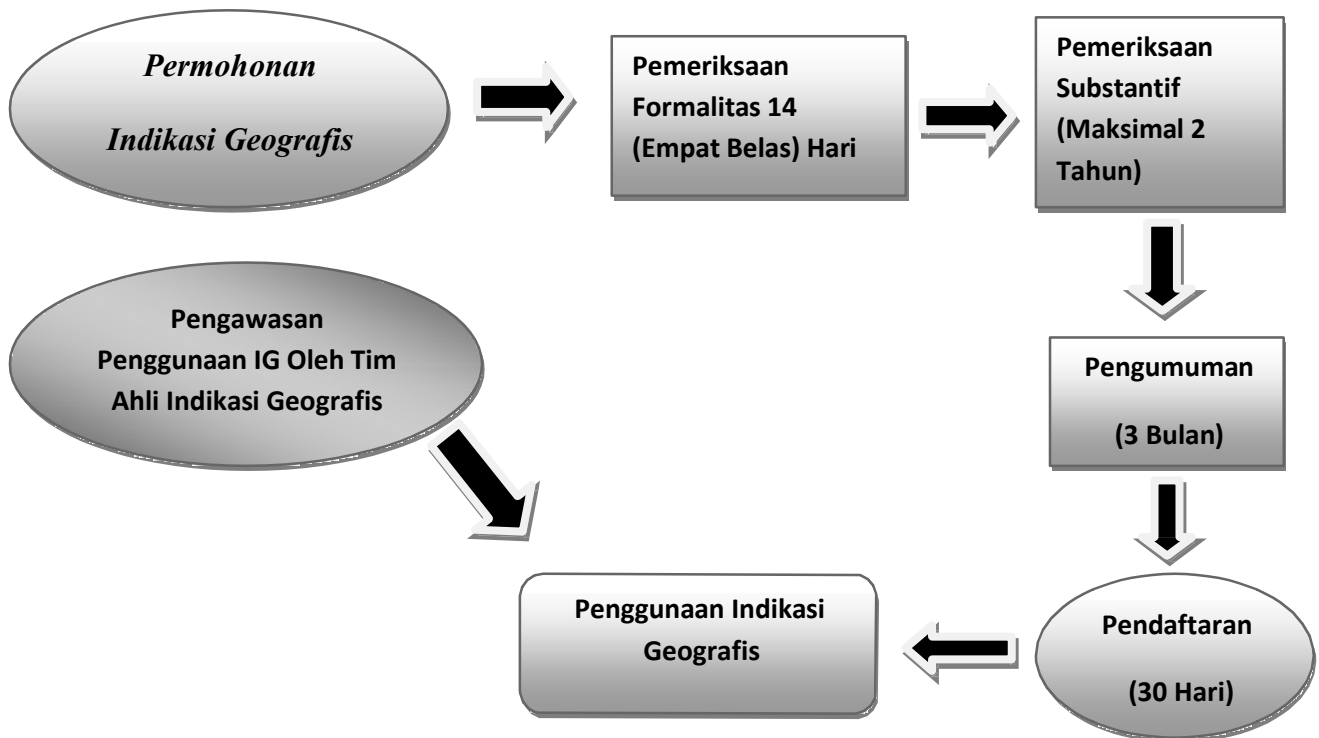 Permohonan
Indikasi Geografis
Pemeriksaan
Formalitas 14
(Empat Belas) Hari
Pemeriksaan
Substantif
(Maksimal 2
Tahun)
Pengawasan
Penggunaan IG Oleh Tim
Ahli Indikasi Geografis
Pengumuman
(3 Bulan)
Penggunaan Indikasi
Geografis
Pendaftaran
(30 Hari)